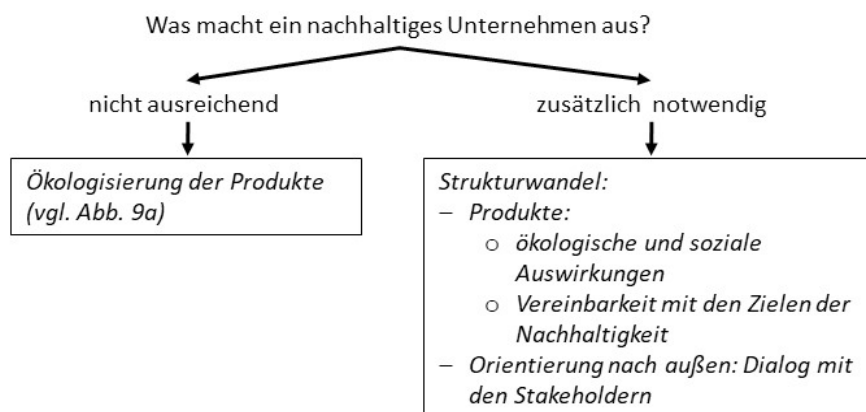 Was macht ein nachhaltiges Unternehmen aus?
nicht ausreichend
zusätzlich notwendig
Ökologisierung der Produkte
(vgl. Abb. 9a)
Strukturwandel:
– Produkte:
o ökologische und soziale
Auswirkungen
o Vereinbarkeit mit den Zielen der
Nachhaltigkeit
– Orientierung nach außen: Dialog mit
den Stakeholdern